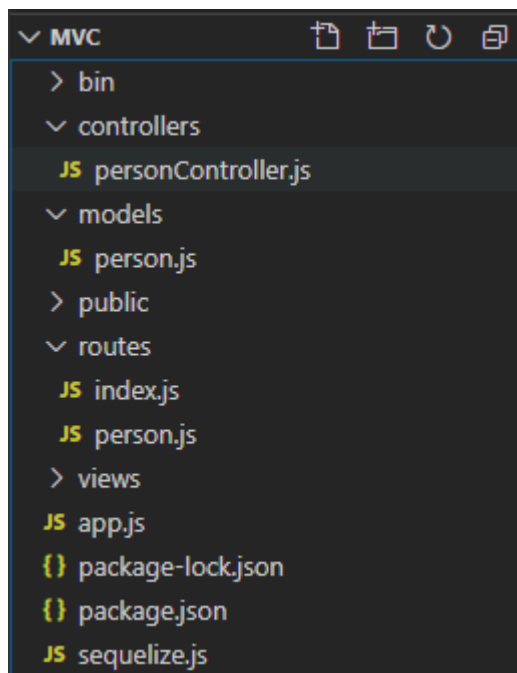 MVC
bin
controllers
JS personController.js
models
JS person.js
public
routes
JS index.js
JS person.js
views
JS app.js
{} package-lock.json
{} package.json
JS sequelize.js